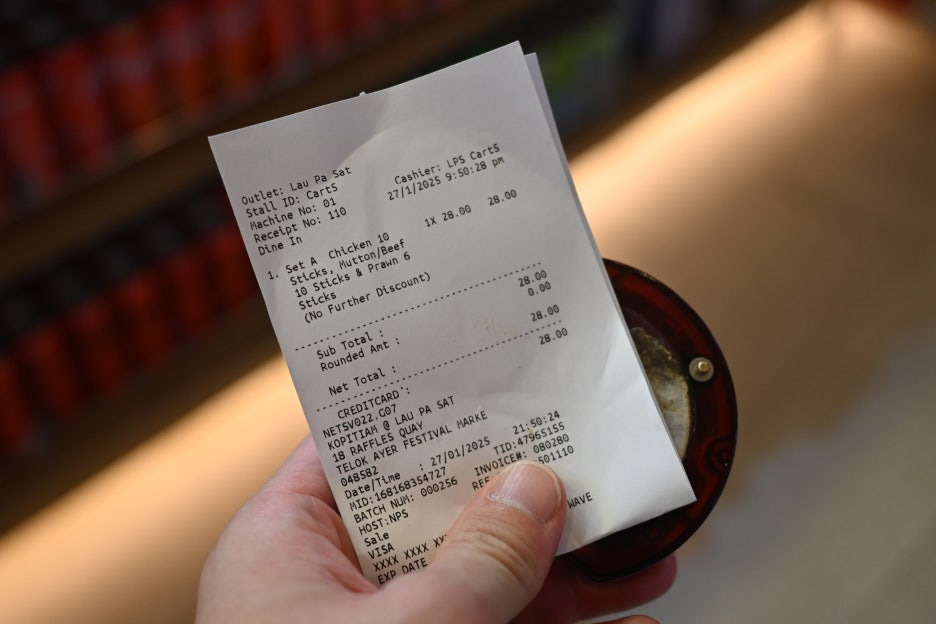 Outlet: Lau Pa Sat
Stall ID: Cart5 Cashier: LPS Cart5
Machine No: 01 27/1/2025 9:50:28 pm
Receipt No: 110
Dine In
1. Set A Chicken 10 1X 28.00 28.00
Sticks, Mutton/Beef
10 Sticks & Prawn 6
Sticks
(No Further Discount)
Sub Total : 28.00
Rounded Amt : 0.00
Net Total : 28.00
CREDITCARD : 28.00
NETSV022.G07
KOPITIAM @ LAU PA SAT
18 RAFFLES QUAY
TELOK AYER FESTIVAL MARKE
048582
Date/Time : 27/01/2025 21:50:24
MID:168168354727 TID:47965155
BATCH NUM: 000256 INVOICE#: 080280
HOST:NPS
Sale
VISA WAVE
XXXX XXXX
EXP DATE